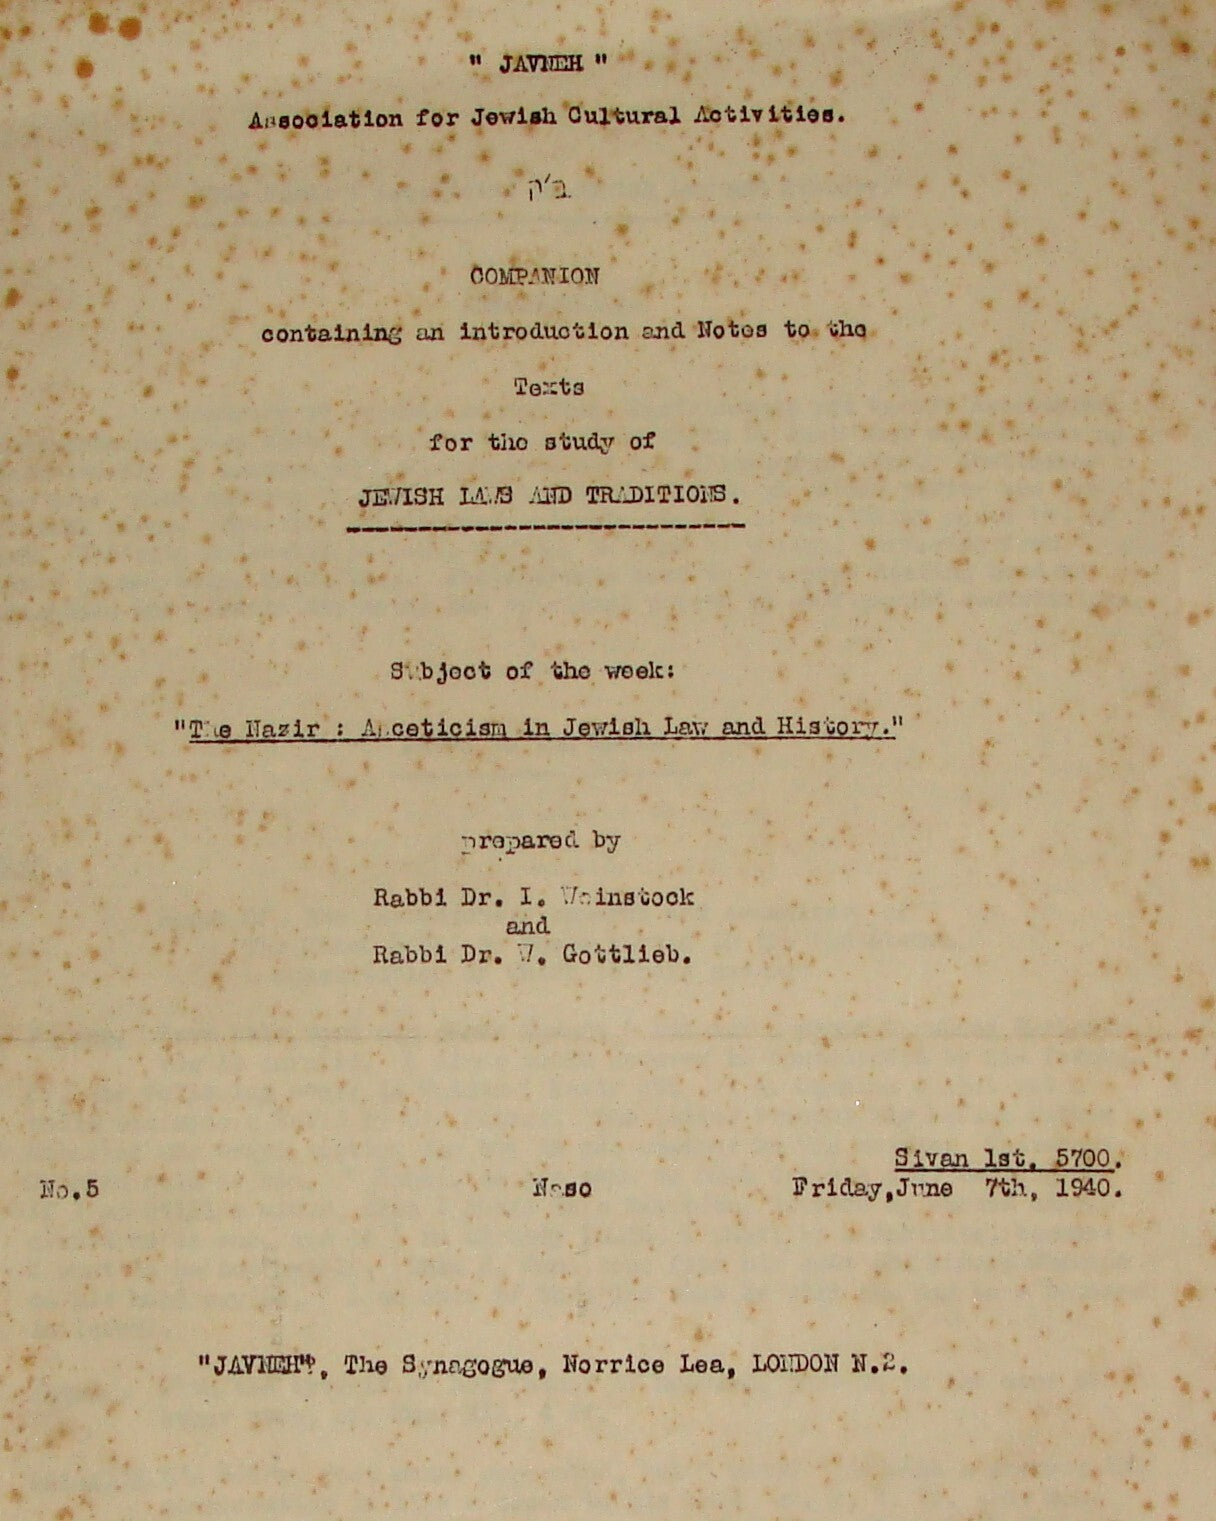 " JAVNEH "
Association for Jewish Cultural Activities.
ב'ק
COMPANION
containing an introduction and Notes to the
Texts
for the study of
JEWISH LAWS AND TRADITIONS.
Subject of the week:
"The Nazir : Asceticism in Jewish Law and History."
prepared by
Rabbi Dr. I. Weinstock
and
Rabbi Dr. W. Gottlieb.
Sivan 1st. 5700.
No.5 Naso Friday,June 7th, 1940.
"JAVNEH", The Synagogue, Norrice Lea, LONDON N.2.